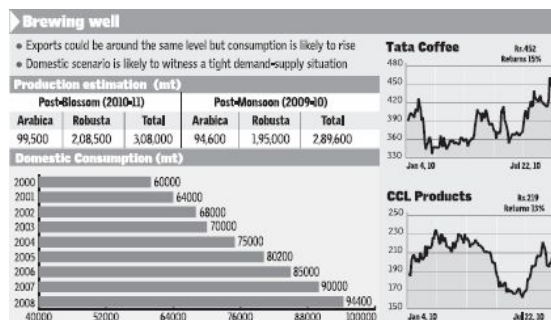 Brewing well
• Exports could be around the same level but consumption is likely to rise
• Domestic scenario is likely to witness a tight demand-supply situation
Production estimation (mt)
Post-Blossom (2010-11) Post-Monsoon (2009-10)
Arabica Robusta Total Arabica Robusta Total
99,500 2,08,500 3,08,000 94,600 1,95,000 2,89,600
Domestic Consumption (mt)
2000 60000
2001 64000
2002 68000
2003 70000
2004 75000
2005 80200
2006 85000
2007 90000
2008 94400
40000 52000 64000 76000 88000 100000
Tata Coffee
Rs.452
Returns 15%
480
450
420
390
360
330
Jan 4, 10 Jul 22, 10
CCL Products
Rs.219
Returns 13%
250
230
210
190
170
150
Jan 4, 10 Jul 22, 10